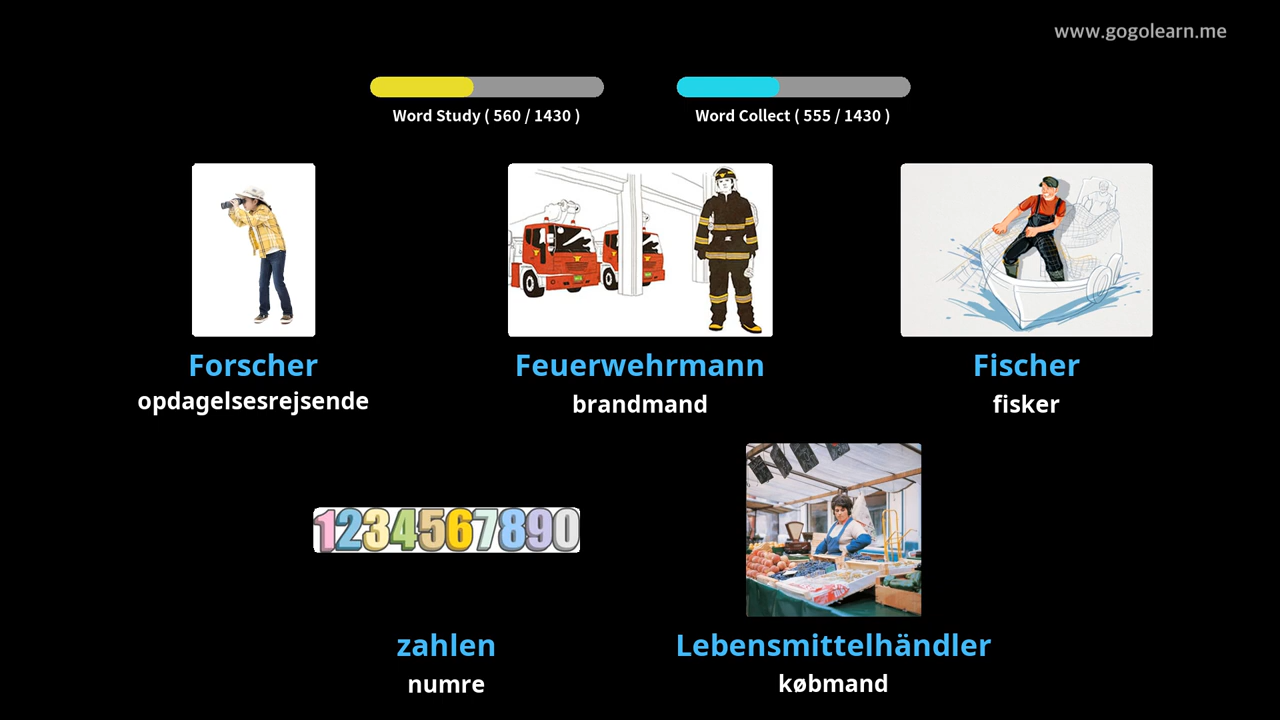 www.gogolearn.me
Word Study ( 560 / 1430 )
Word Collect ( 555 / 1430 )
Forscher
opdagelsesrejsende
Feuerwehrmann
brandmand
Fischer
fisker
1234567890
zahlen
numre
Lebensmittelhändler
købmand